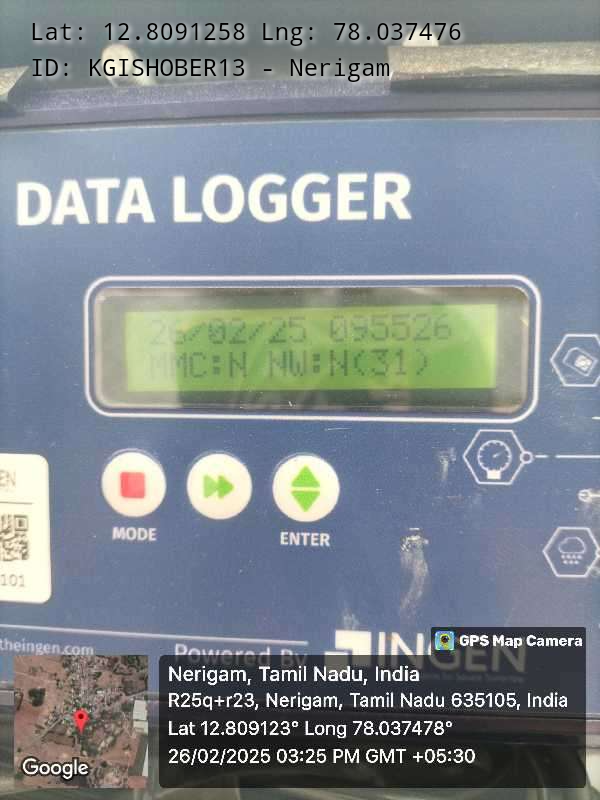 Lat: 12.8091258 Lng: 78.037476
ID: KGISHOBER13 - Nerigam
DATA LOGGER
26/02/25 095526
MMC:N NW:N(31)
MODE
ENTER
101
theingen.com
Powered By INGEN
GPS Map Camera
Nerigam, Tamil Nadu, India
R25q+r23, Nerigam, Tamil Nadu 635105, India
Lat 12.809123° Long 78.037478°
26/02/2025 03:25 PM GMT +05:30
Google